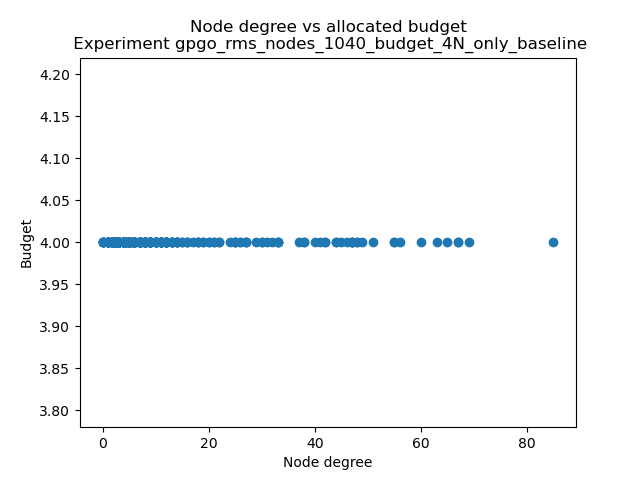 Node degree vs allocated budget
Experiment gpgo_rms_nodes_1040_budget_4N_only_baseline
4.20
4.15
4.10
4.05
4.00
3.95
3.90
3.85
3.80
Budget
0 20 40 60 80
Node degree